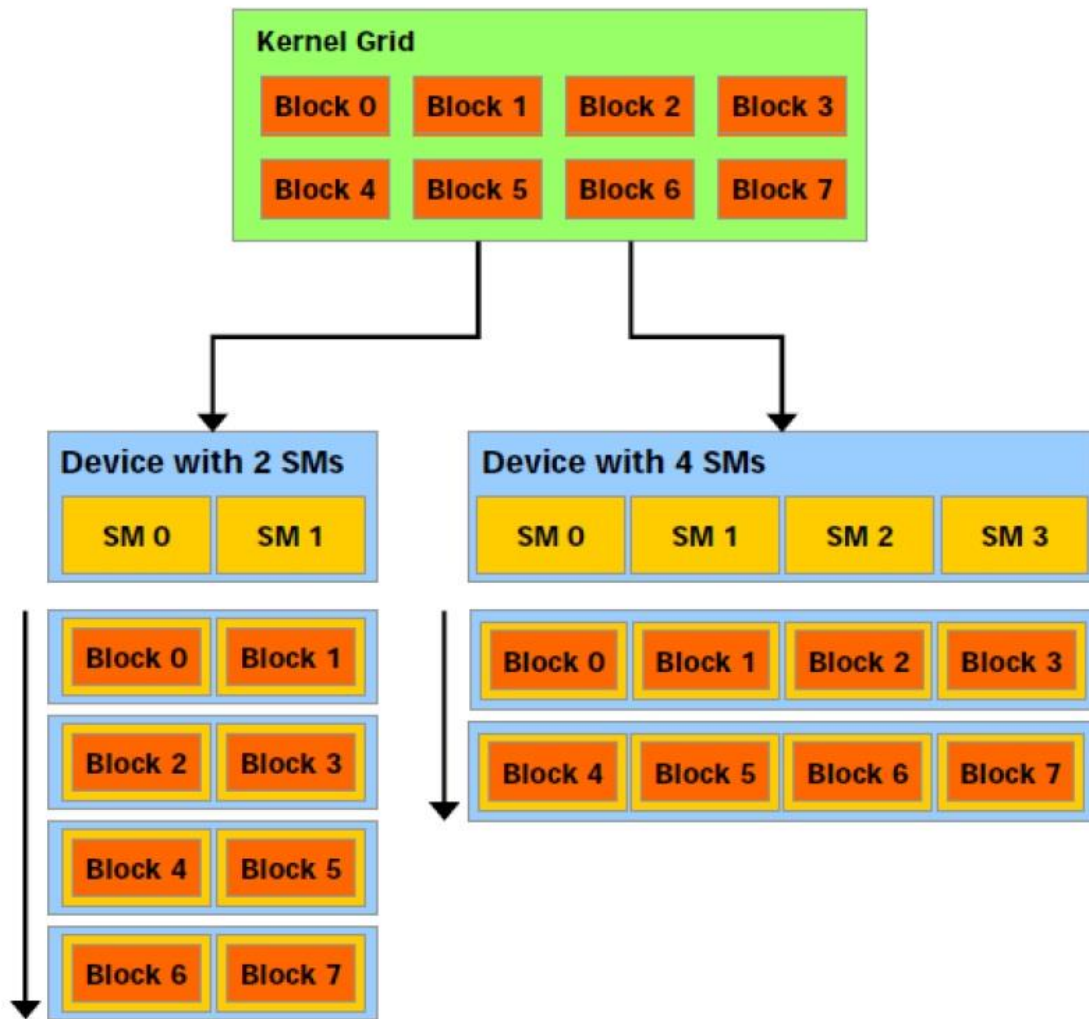 Kernel Grid
Block 0 Block 1 Block 2 Block 3
Block 4 Block 5 Block 6 Block 7
Device with 2 SMs
SM 0 SM 1
Block 0 Block 1
Block 2 Block 3
Block 4 Block 5
Block 6 Block 7
Device with 4 SMs
SM 0 SM 1 SM 2 SM 3
Block 0 Block 1 Block 2 Block 3
Block 4 Block 5 Block 6 Block 7